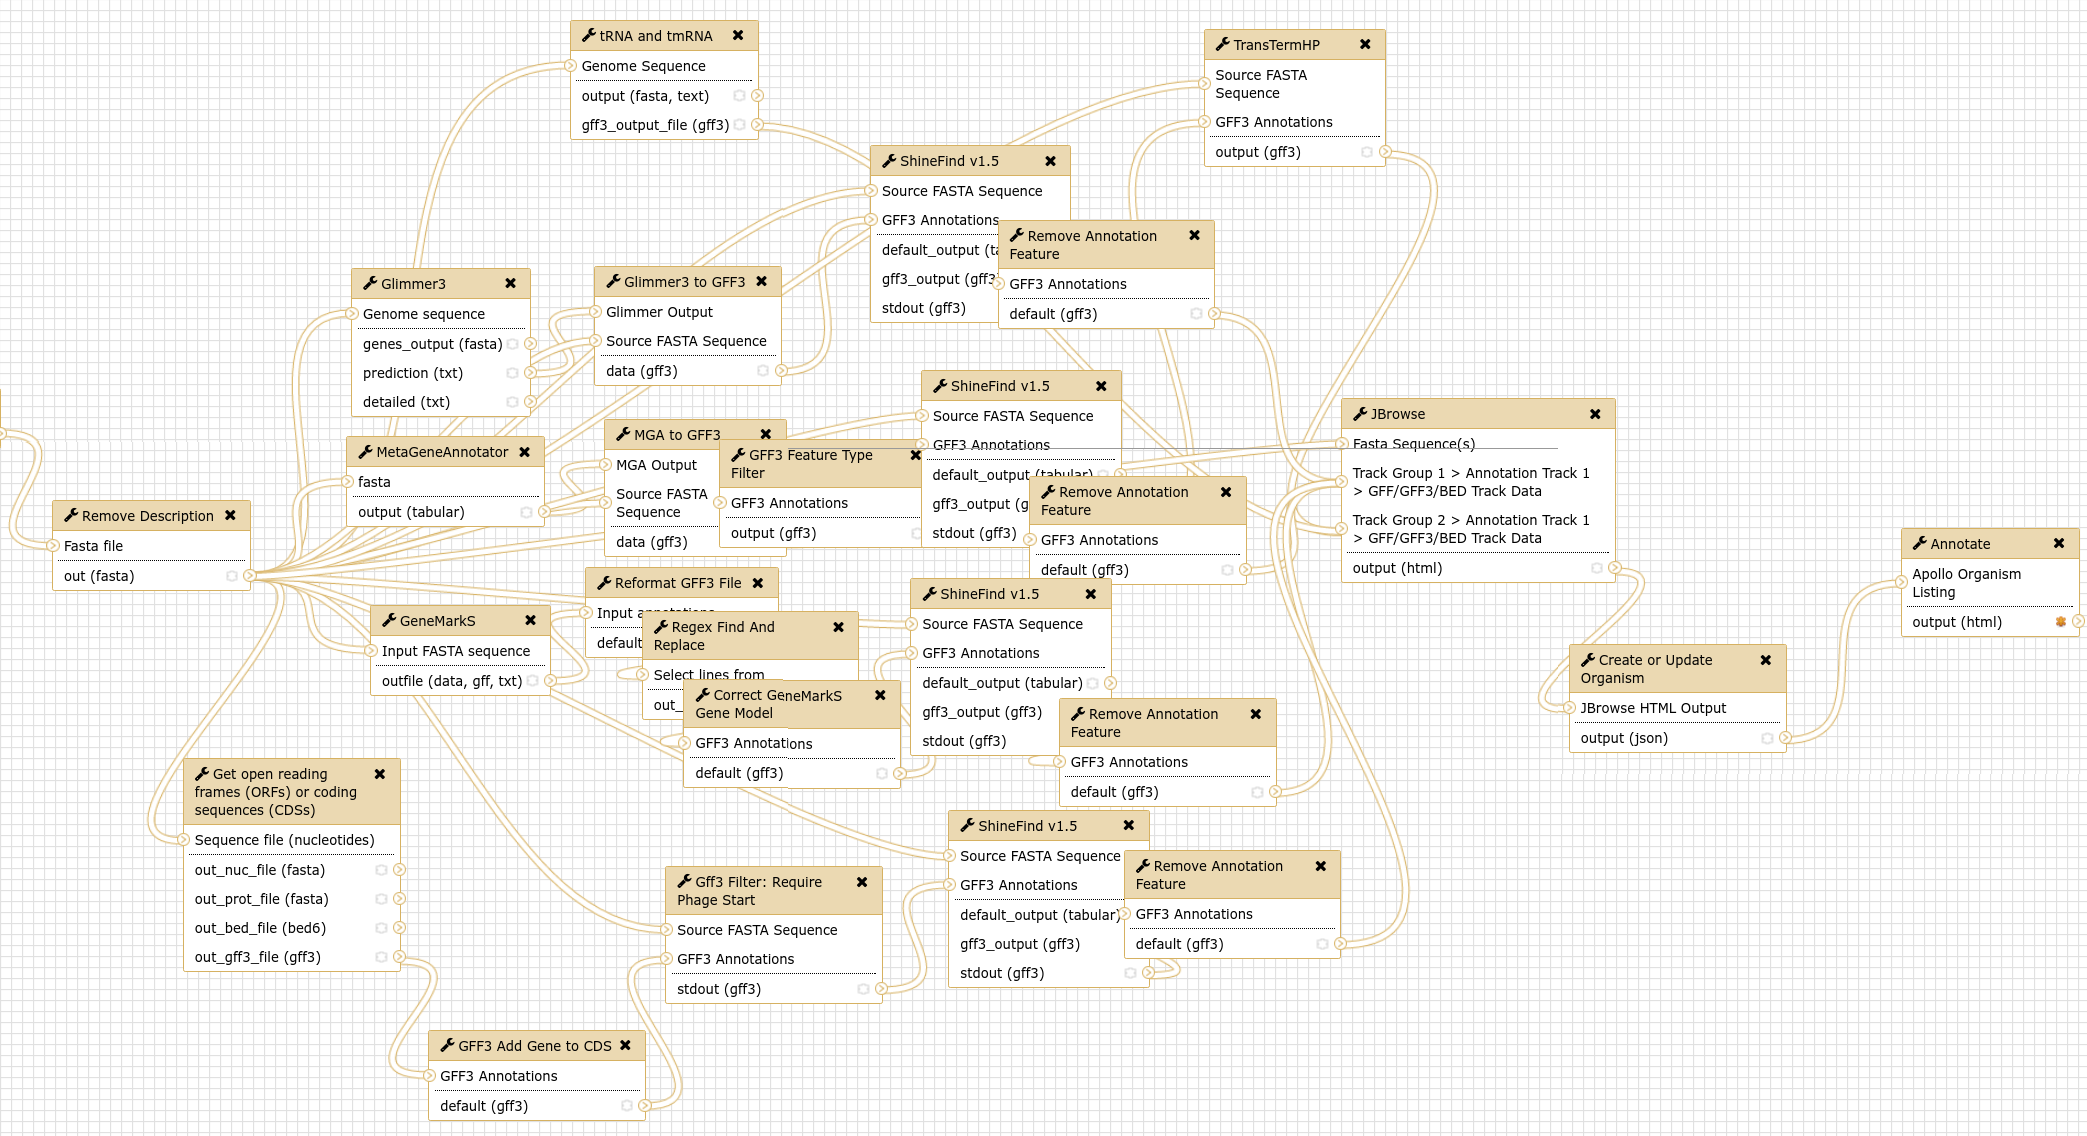 tRNA and tmRNA
Genome Sequence
output (fasta, text)
gff3_output_file (gff3)
TransTermHP
Source FASTA
Sequence
GFF3 Annotations
output (gff3)
ShineFind v1.5
Source FASTA Sequence
GFF3 Annotations
default_output (ta
gff3_output (gff3
stdout (gff3)
Remove Annotation
Feature
GFF3 Annotations
default (gff3)
Glimmer3
Genome sequence
genes_output (fasta)
prediction (txt)
detailed (txt)
Glimmer3 to GFF3
Glimmer Output
Source FASTA Sequence
data (gff3)
ShineFind v1.5
Source FASTA Sequence
GFF3 Annotations
default_output (tabular)
gff3_output (g
stdout (gff3)
JBrowse
Fasta Sequence(s)
Track Group 1 > Annotation Track 1
> GFF/GFF3/BED Track Data
Track Group 2 > Annotation Track 1
> GFF/GFF3/BED Track Data
output (html)
MetaGeneAnnotator
fasta
output (tabular)
MGA to GFF3
MGA Output
Source FASTA
Sequence
data (gff3)
GFF3 Feature Type
Filter
GFF3 Annotations
output (gff3)
Remove Annotation
Feature
GFF3 Annotations
default (gff3)
Remove Description
Fasta file
out (fasta)
Annotate
Apollo Organism
Listing
output (html)
Reformat GFF3 File
Input annotations
default
Regex Find And
Replace
Select lines from
out_
ShineFind v1.5
Source FASTA Sequence
GFF3 Annotations
default_output (tabular)
gff3_output (gff3)
stdout (gff3)
GeneMarkS
Input FASTA sequence
outfile (data, gff, txt)
Correct GeneMarkS
Gene Model
GFF3 Annotations
default (gff3)
Remove Annotation
Feature
GFF3 Annotations
default (gff3)
Create or Update
Organism
JBrowse HTML Output
output (json)
Get open reading
frames (ORFs) or coding
sequences (CDSs)
Sequence file (nucleotides)
out_nuc_file (fasta)
out_prot_file (fasta)
out_bed_file (bed6)
out_gff3_file (gff3)
ShineFind v1.5
Source FASTA Sequence
GFF3 Annotations
default_output (tabular)
gff3_output (gff3)
stdout (gff3)
Remove Annotation
Feature
GFF3 Annotations
default (gff3)
Gff3 Filter: Require
Phage Start
Source FASTA Sequence
GFF3 Annotations
stdout (gff3)
GFF3 Add Gene to CDS
GFF3 Annotations
default (gff3)